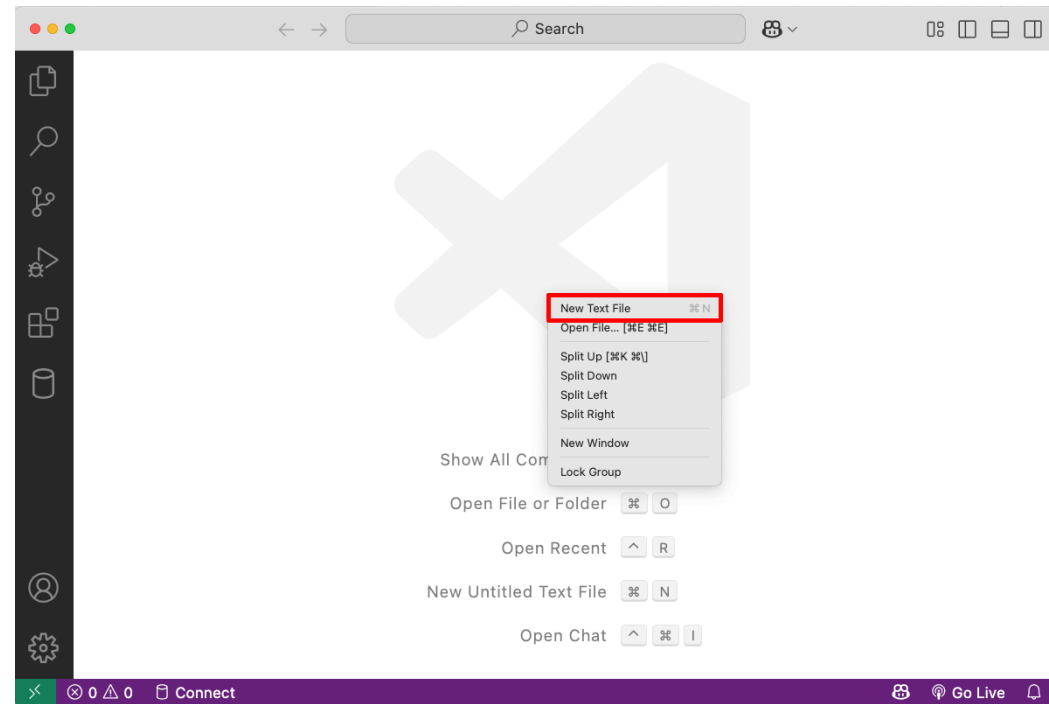 Search
New Text File ⌘ N
Open File... [⌘E ⌘E]
Split Up [⌘K ⌘\]
Split Down
Split Left
Split Right
New Window
Lock Group
Show All Com
Open File or Folder ⌘ O
Open Recent ^ R
New Untitled Text File ⌘ N
Open Chat ^ ⌘ I
0 0 Connect Go Live